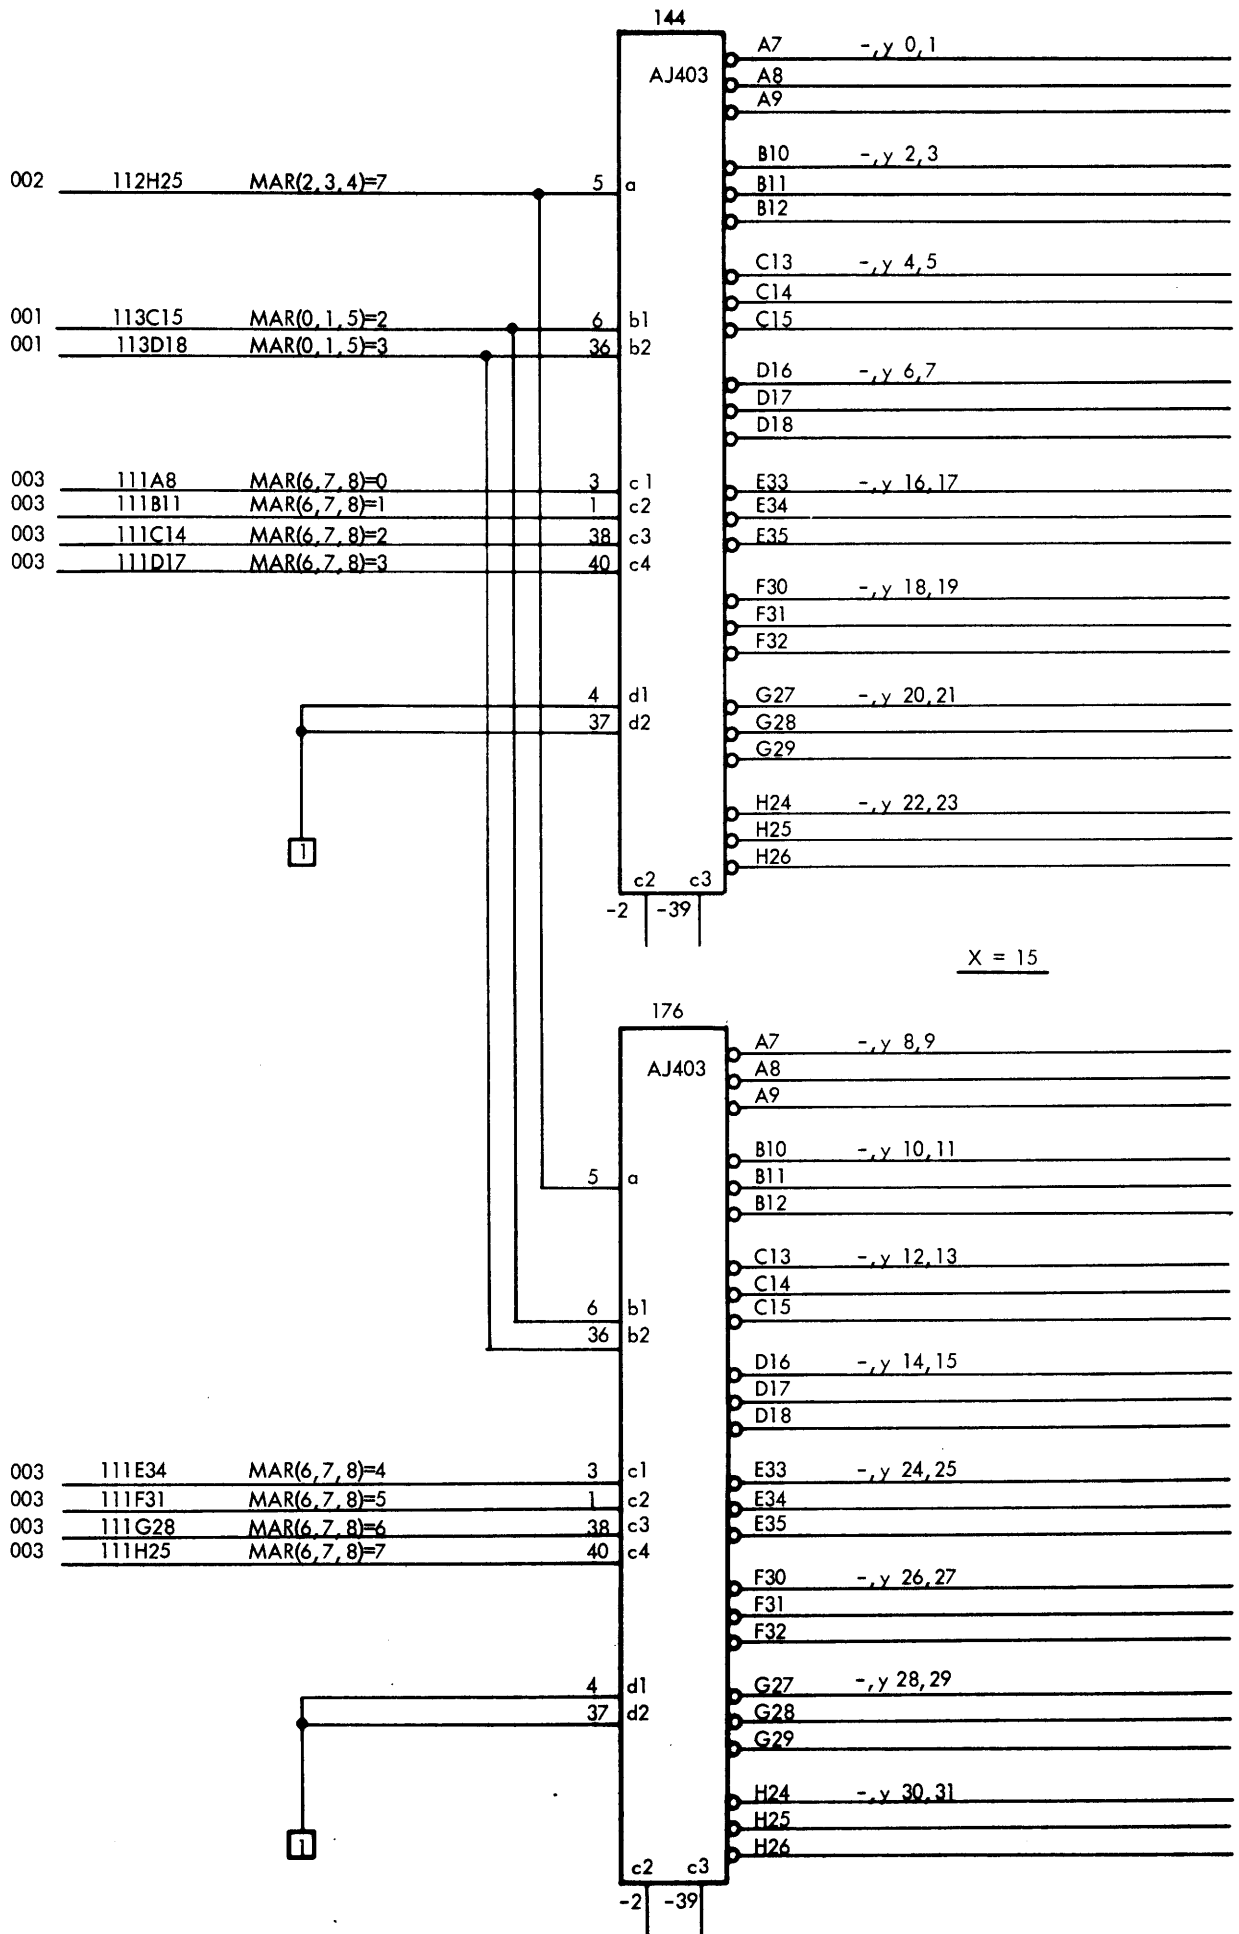 144
AJ403
A7 -,y 0,1
A8
A9
B10 -,y 2,3
002 112H25 MAR(2,3,4)=7 5 a
B11
B12
C13 -,y 4,5
C14
001 113C15 MAR(0,1,5)=2 6 b1
C15
001 113D18 MAR(0,1,5)=3 36 b2
D16 -,y 6,7
D17
D18
003 111A8 MAR(6,7,8)=0 3 c1
E33 -,y 16,17
003 111B11 MAR(6,7,8)=1 1 c2
E34
003 111C14 MAR(6,7,8)=2 38 c3
E35
003 111D17 MAR(6,7,8)=3 40 c4
F30 -,y 18,19
F31
F32
4 d1
G27 -,y 20,21
37 d2
G28
G29
H24 -,y 22,23
H25
1
H26
c2 c3
-2 -39
X = 15
176
AJ403
A7 -,y 8,9
A8
A9
B10 -,y 10,11
5 a
B11
B12
C13 -,y 12,13
C14
6 b1
C15
36 b2
D16 -,y 14,15
D17
D18
003 111E34 MAR(6,7,8)=4 3 c1
E33 -,y 24,25
003 111F31 MAR(6,7,8)=5 1 c2
E34
003 111G28 MAR(6,7,8)=6 38 c3
E35
003 111H25 MAR(6,7,8)=7 40 c4
F30 -,y 26,27
F31
F32
4 d1
G27 -,y 28,29
37 d2
G28
G29
H24 -,y 30,31
H25
1
H26
c2 c3
-2 -39